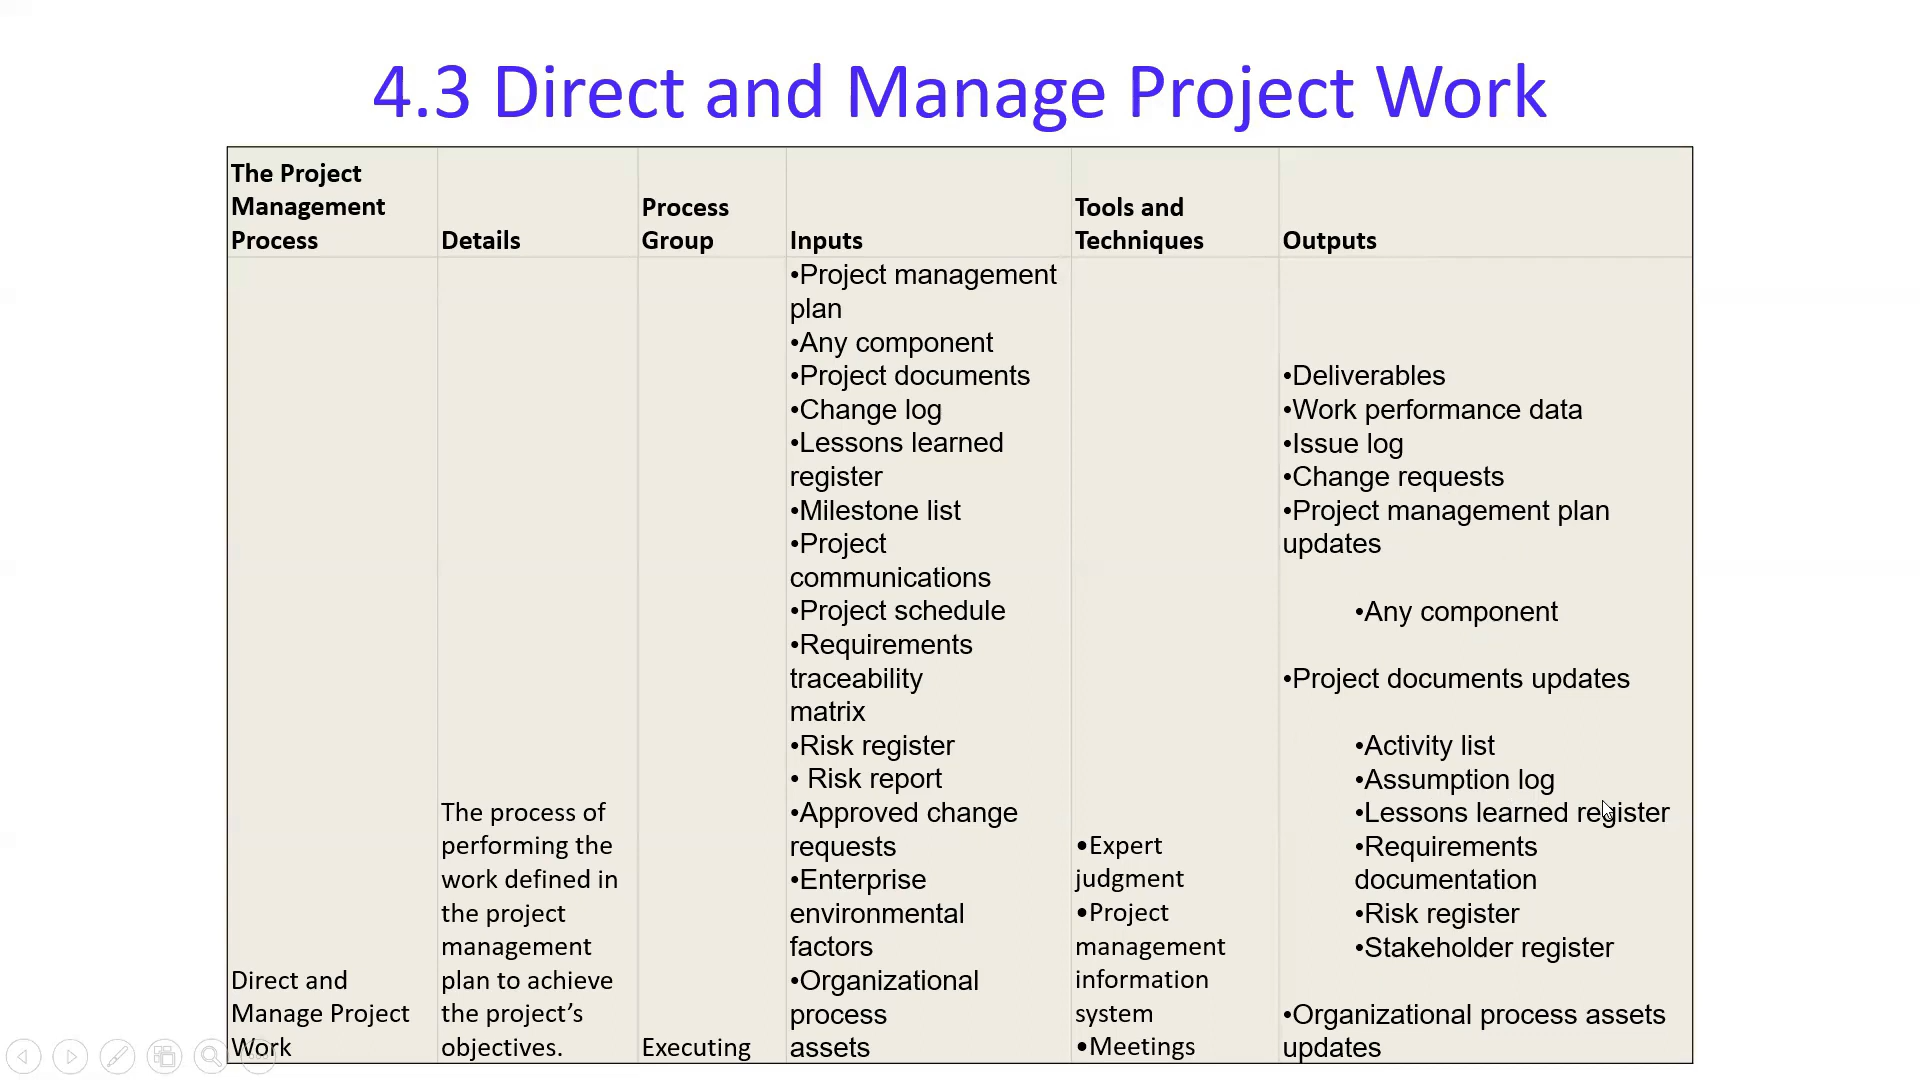 4.3 Direct and Manage Project Work
The Project
Management
Process
Details
Process
Group
Inputs
Tools and
Techniques
Outputs
Direct and
Manage Project
Work
The process of
performing the
work defined in
the project
management
plan to achieve
the project’s
objectives.
Executing
•Project management
plan
•Any component
•Project documents
•Change log
•Lessons learned
register
•Milestone list
•Project
communications
•Project schedule
•Requirements
traceability
matrix
•Risk register
• Risk report
•Approved change
requests
•Enterprise
environmental
factors
•Organizational
process
assets
•Expert
judgment
•Project
management
information
system
•Meetings
•Deliverables
•Work performance data
•Issue log
•Change requests
•Project management plan
updates
•Any component
•Project documents updates
•Activity list
•Assumption log
•Lessons learned register
•Requirements
documentation
•Risk register
•Stakeholder register
•Organizational process assets
updates